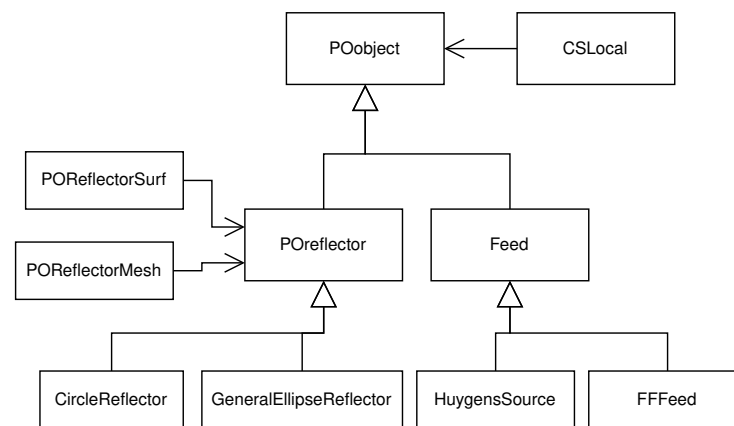 POobject
CSLocal
POReflectorSurf
POreflector
Feed
POReflectorMesh
CircleReflector
GeneralEllipseReflector
HuygensSource
FFFeed